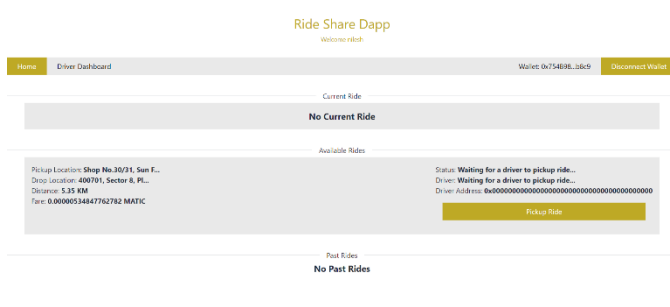 Ride Share Dapp
Welcome nilesh
Home Driver Dashboard Wallet: 0x754B98...b8c9 Disconnect Wallet
Current Ride
No Current Ride
Available Rides
Pickup Location: Shop No.30/31, Sun F...
Drop Location: 400701, Sector 8, Pl...
Distance: 5.35 KM
Fare: 0.00000534847762782 MATIC
Status: Waiting for a driver to pickup ride...
Driver: Waiting for a driver to pickup ride...
Driver Address: 0x0000000000000000000000000000000000000000
Pickup Ride
Past Rides
No Past Rides